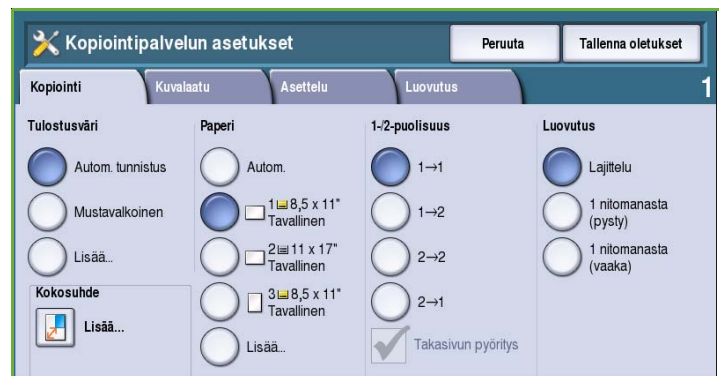 Kopiointipalvelun asetukset
Peruuta
Tallenna oletukset
Kopiointi
Kuvalaatu
Asettelu
Luovutus
1
Tulostusväri
Autom. tunnistus
Mustavalkoinen
Lisää...
Kokosuhde
Lisää...
Paperi
Autom.
1 8,5 x 11"
Tavallinen
2 11 x 17"
Tavallinen
3 8,5 x 11"
Tavallinen
Lisää...
1-/2-puolisuus
1→1
1→2
2→2
2→1
Takasivun pyöritys
Luovutus
Lajittelu
1 nitomanasta
(pysty)
1 nitomanasta
(vaaka)